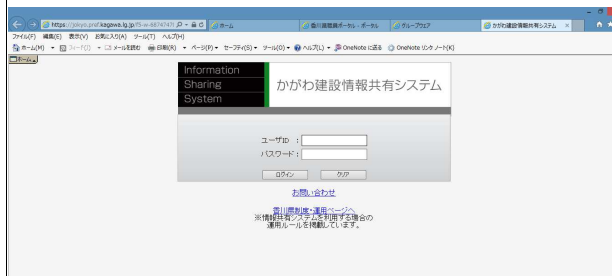 https://jokyo.pref.kagawa.lg.jp/
ホーム
香川県職員ポータル - ポータル
グループウェア
かがわ建設情報共有システム
ファイル(F) 編集(E) 表示(V) お気に入り(A) ツール(T) ヘルプ(H)
ホーム(M) フィード(J) メールを読む 印刷(R) ページ(P) セーフティ(S) ツール(O) ヘルプ(L) OneNote に送る OneNote リンク ノート(K)
ホーム
Information
Sharing
System
かがわ建設情報共有システム
ユーザID :
パスワード :
ログイン クリア
お問い合わせ
香川県制度・運用ページへ
※情報共有システムを利用する場合の
運用ルールを掲載しています。